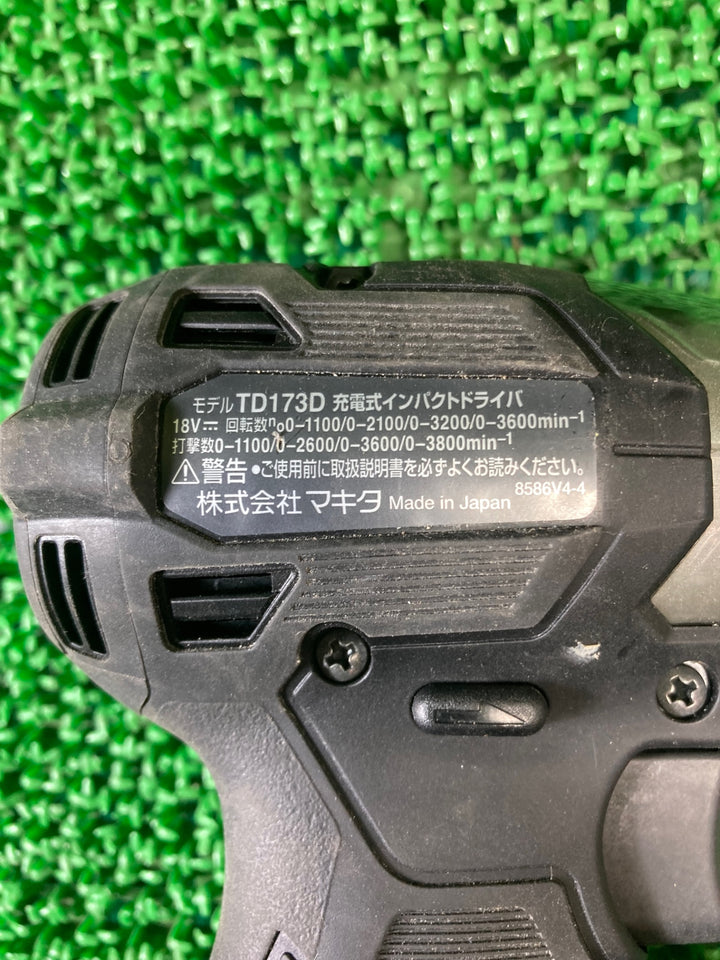 モデル TD173D 充電式インパクトドライバ
18V⎓ 回転数n₀0-1100/0-2100/0-3200/0-3600min⁻¹
打撃数0-1100/0-2600/0-3600/0-3800min⁻¹
⚠警告 •ご使用前に取扱説明書を必ずよくお読みください。
8586V4-4
株式会社 マキタ Made in Japan